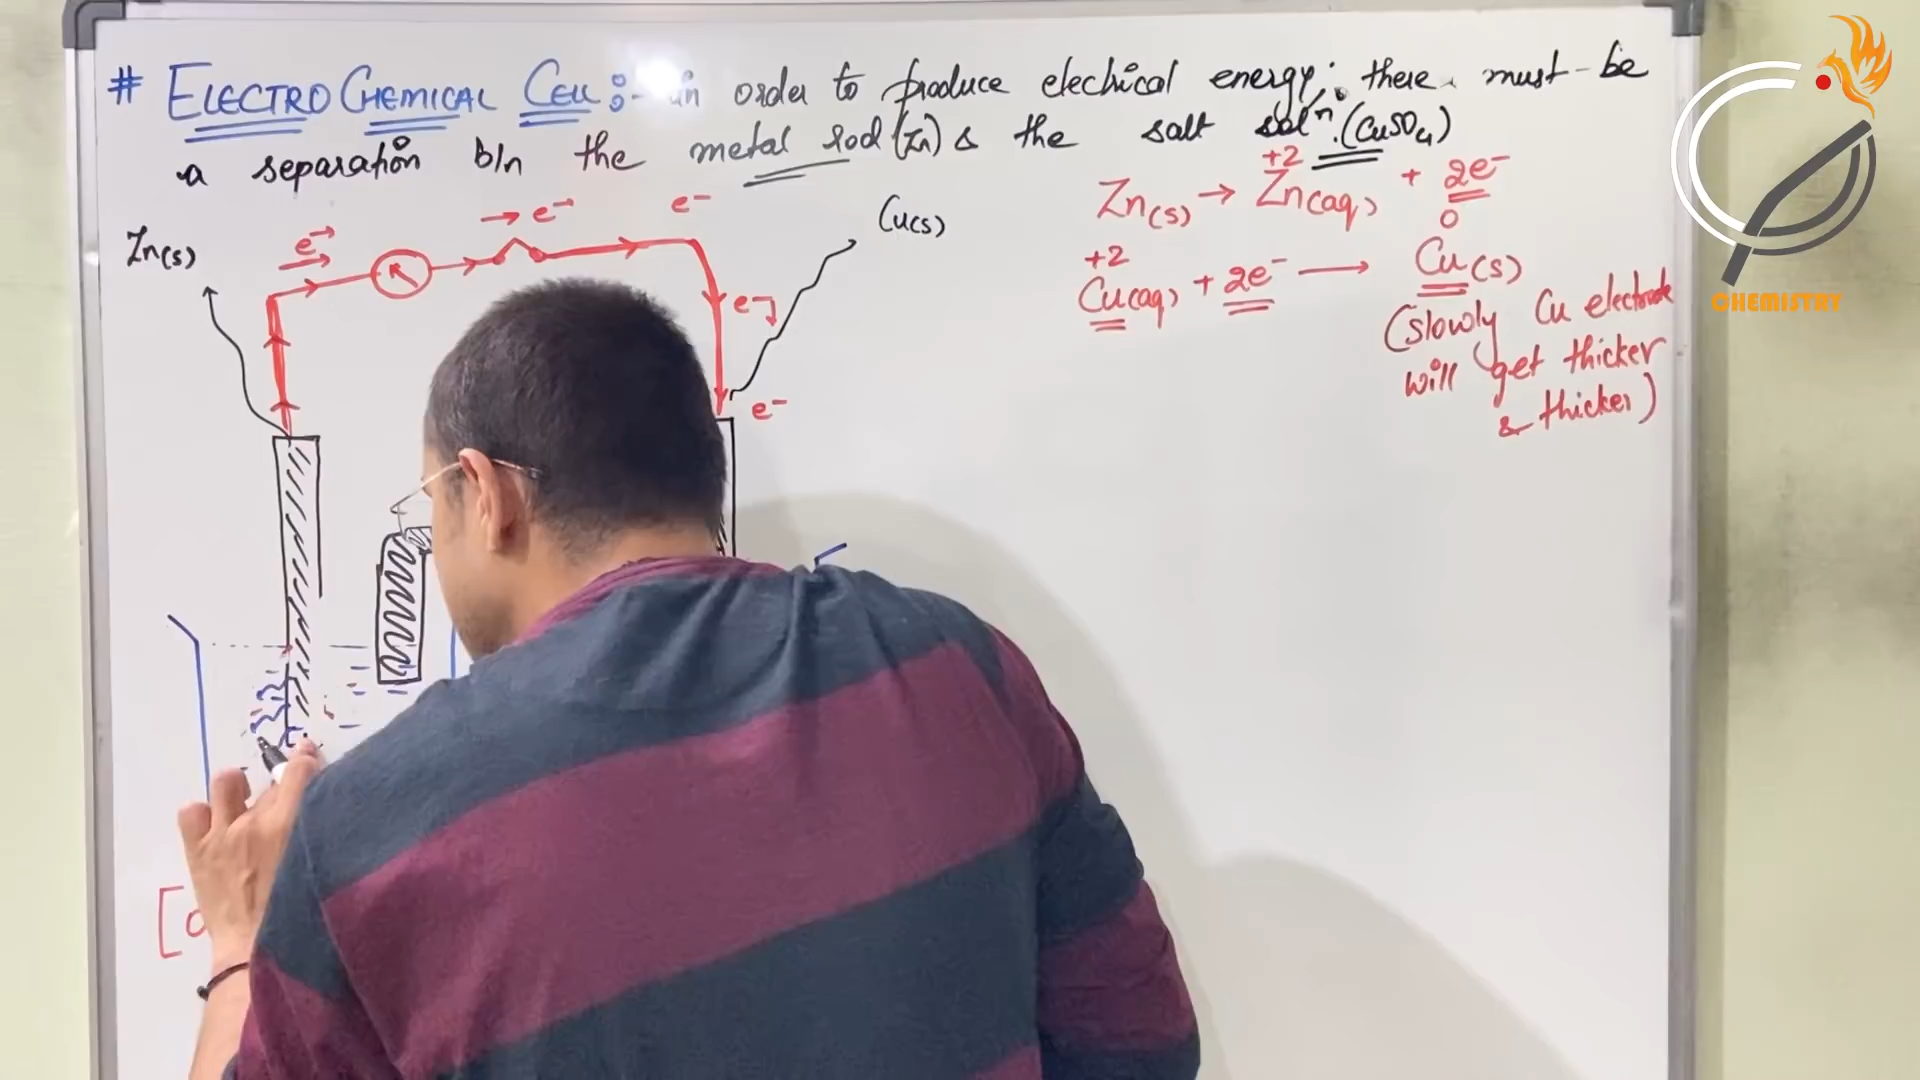 # ELECTROCHEMICAL CELL :- in order to produce electrical energy, there must be
a separation b/n the metal rod (Zn) & the salt solⁿ. (CuSO4)
Zn(s) → Zn+2(aq) + 2e-
Cu+2(aq) + 2e- → Cu0(s)
(slowly Cu electrode
will get thicker
& thicker)
Zn(s)
e-
→ e-
e-
Cu(s)
e-
e-
CHEMISTRY